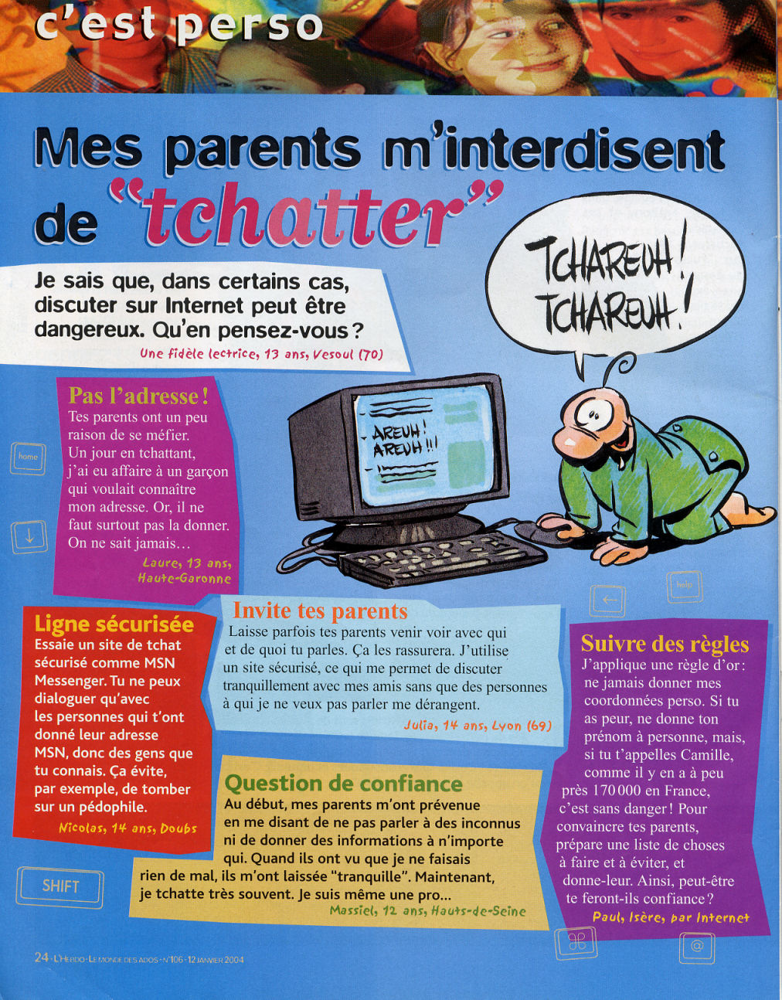 c'est perso
Mes parents m'interdisent
de "tchatter"
Je sais que, dans certains cas,
discuter sur Internet peut être
dangereux. Qu'en pensez-vous ?
Une fidèle lectrice, 13 ans, Vesoul (70)
TCHAREUH !
TCHAREUH !
AREUH !
AREUH !!!
Pas l'adresse !
Tes parents ont un peu
raison de se méfier.
Un jour en tchattant,
j'ai eu affaire à un garçon
qui voulait connaître
mon adresse. Or, il ne
faut surtout pas la donner.
On ne sait jamais…
Laure, 13 ans,
Haute-Garonne
home
↓
←
help
Ligne sécurisée
Essaie un site de tchat
sécurisé comme MSN
Messenger. Tu ne peux
dialoguer qu'avec
les personnes qui t'ont
donné leur adresse
MSN, donc des gens que
tu connais. Ça évite,
par exemple, de tomber
sur un pédophile.
Nicolas, 14 ans, Doubs
Invite tes parents
Laisse parfois tes parents venir voir avec qui
et de quoi tu parles. Ça les rassurera. J'utilise
un site sécurisé, ce qui me permet de discuter
tranquillement avec mes amis sans que des personnes
à qui je ne veux pas parler me dérangent.
Julia, 14 ans, Lyon (69)
Question de confiance
Au début, mes parents m'ont prévenue
en me disant de ne pas parler à des inconnus
ni de donner des informations à n'importe
qui. Quand ils ont vu que je ne faisais
rien de mal, ils m'ont laissée "tranquille". Maintenant,
je tchatte très souvent. Je suis même une pro...
Massiel, 12 ans, Hauts-de-Seine
Suivre des règles
J'applique une règle d'or :
ne jamais donner mes
coordonnées perso. Si tu
as peur, ne donne ton
prénom à personne, mais,
si tu t'appelles Camille,
comme il y en a à peu
près 170 000 en France,
c'est sans danger ! Pour
convaincre tes parents,
prépare une liste de choses
à faire et à éviter, et
donne-leur. Ainsi, peut-être
te feront-ils confiance ?
Paul, Isère, par Internet
SHIFT
⌘
@
24 - L'HEBDO - LE MONDE DES ADOS - N°106 - 12 JANVIER 2004